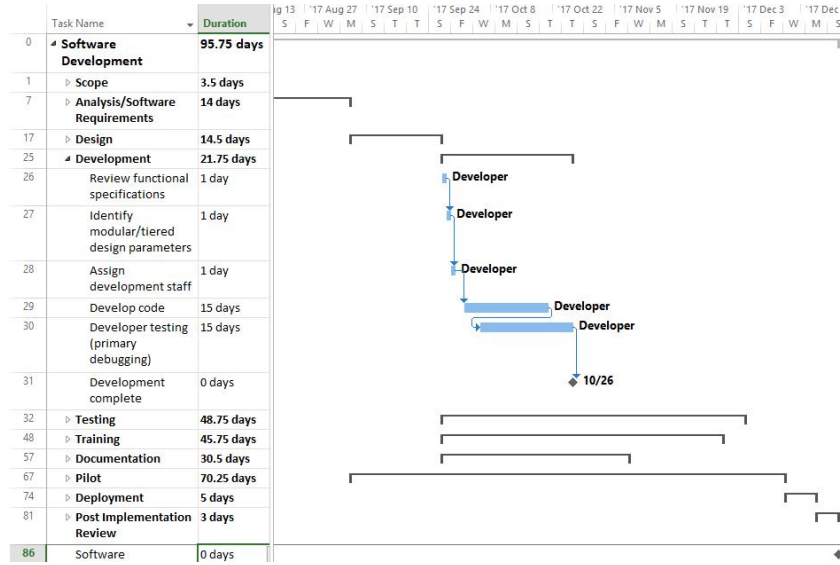 Task Name Duration
ug 13 '17 Aug 27 '17 Sep 10 '17 Sep 24 '17 Oct 8 '17 Oct 22 '17 Nov 5 '17 Nov 19 '17 Dec 3 '17 Dec
S F W M S T T S F W M S T T S F W M S T T S F W M S
0 Software 95.75 days
Development
1 Scope 3.5 days
7 Analysis/Software 14 days
Requirements
17 Design 14.5 days
25 Development 21.75 days
26 Review functional 1 day Developer
specifications
27 Identify 1 day Developer
modular/tiered
design parameters
28 Assign 1 day Developer
development staff
29 Develop code 15 days Developer
30 Developer testing 15 days Developer
(primary
debugging)
31 Development 0 days 10/26
complete
32 Testing 48.75 days
48 Training 45.75 days
57 Documentation 30.5 days
67 Pilot 70.25 days
74 Deployment 5 days
81 Post Implementation 3 days
Review
86 Software 0 days